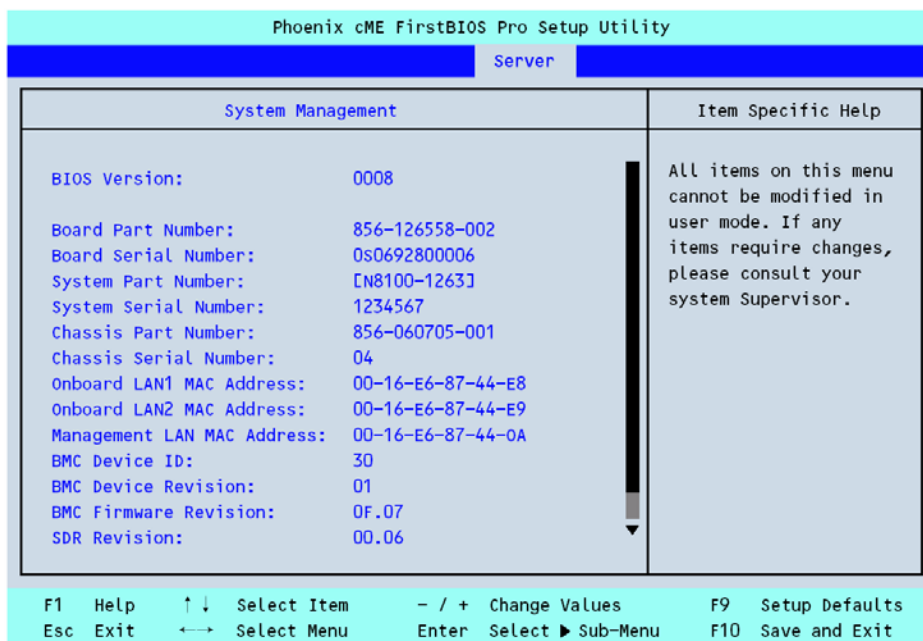 Phoenix cME FirstBIOS Pro Setup Utility
Server
System Management
Item Specific Help
BIOS Version: 0008
Board Part Number: 856-126558-002
Board Serial Number: 0S0692800006
System Part Number: [N8100-1263]
System Serial Number: 1234567
Chassis Part Number: 856-060705-001
Chassis Serial Number: 04
Onboard LAN1 MAC Address: 00-16-E6-87-44-E8
Onboard LAN2 MAC Address: 00-16-E6-87-44-E9
Management LAN MAC Address: 00-16-E6-87-44-0A
BMC Device ID: 30
BMC Device Revision: 01
BMC Firmware Revision: 0F.07
SDR Revision: 00.06
All items on this menu
cannot be modified in
user mode. If any
items require changes,
please consult your
system Supervisor.
F1 Help ↑↓ Select Item - / + Change Values F9 Setup Defaults
Esc Exit ←→ Select Menu Enter Select ▶ Sub-Menu F10 Save and Exit